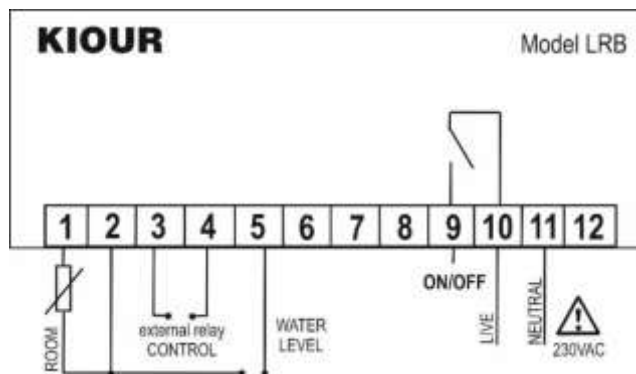 KIOUR
Model LRB
1 2 3 4 5 6 7 8 9 10 11 12
ON/OFF
ROOM
external relay
CONTROL
WATER
LEVEL
LIVE
NEUTRAL
230VAC